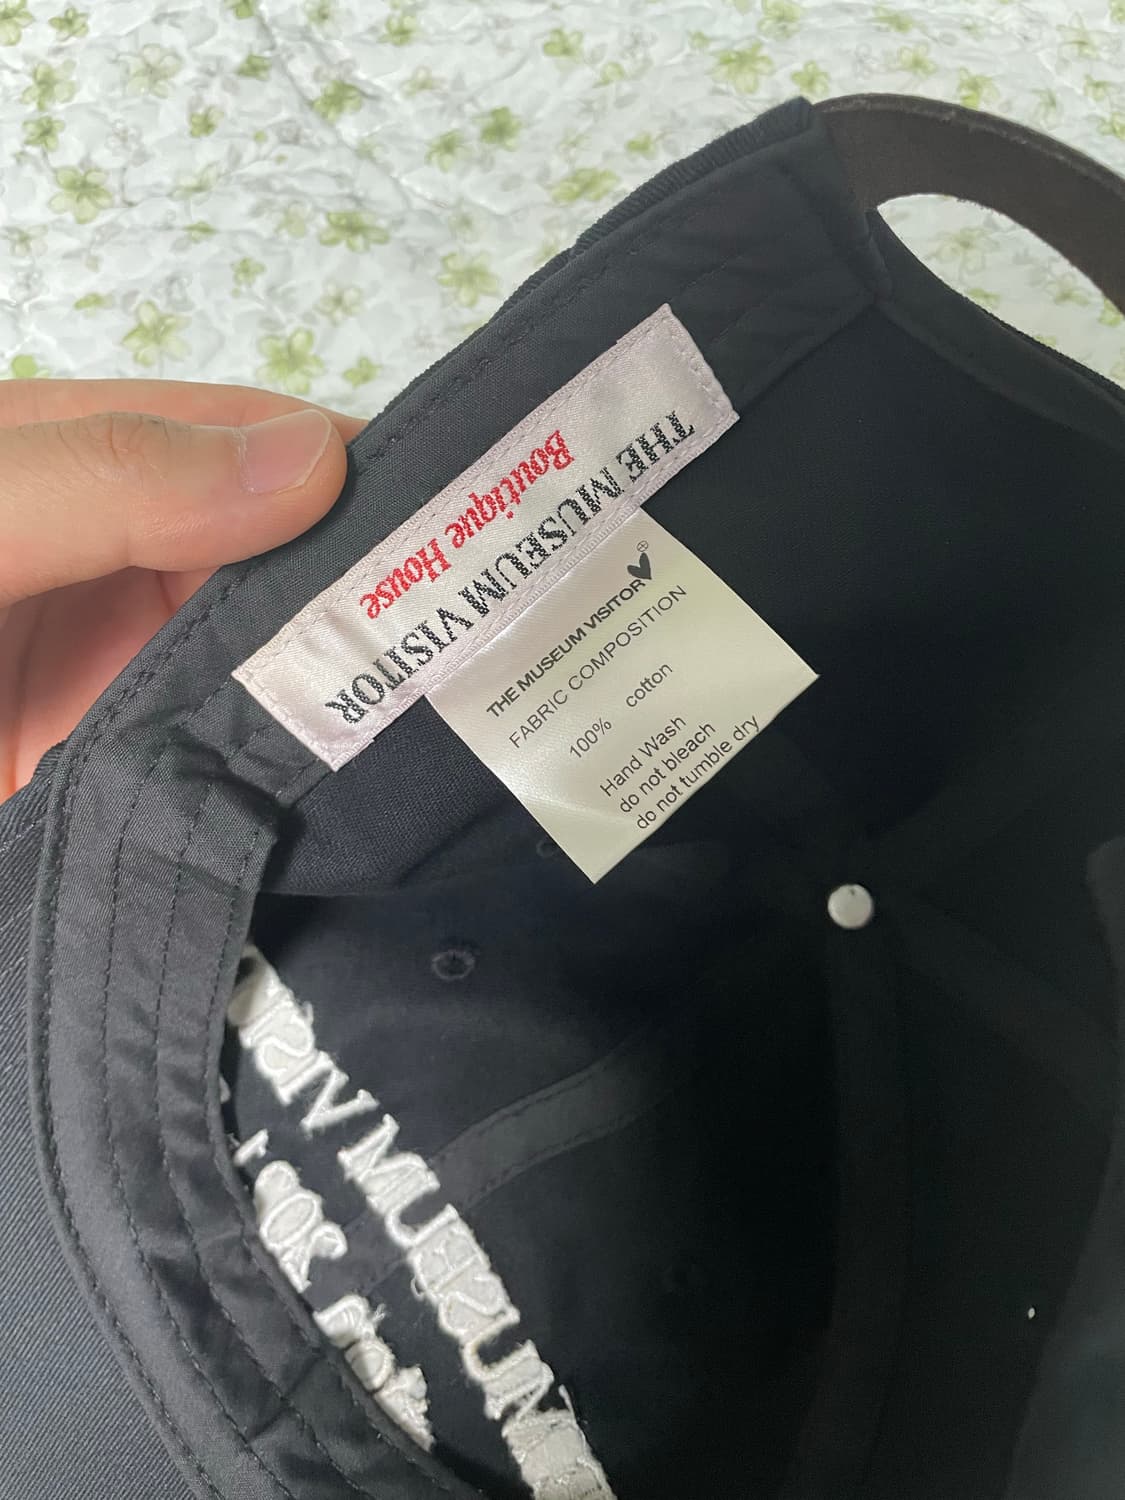 THE MUSEUM VISITOR
Boutique House
THE MUSEUM VISITOR®
FABRIC COMPOSITION
100% cotton
Hand Wash
do not bleach
do not tumble dry
MUSEUM